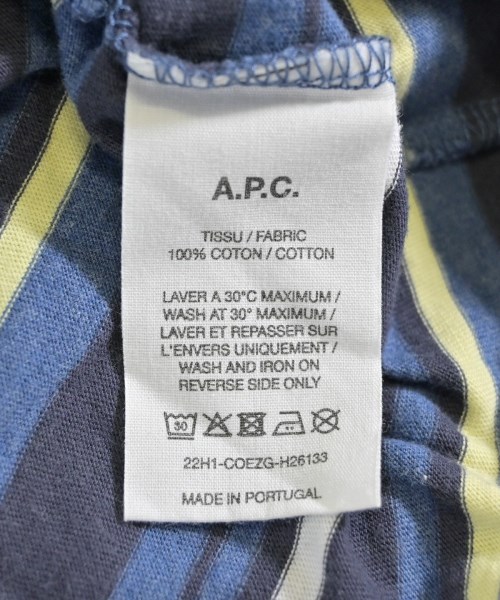 A.P.C.
TISSU / FABRIC
100% COTON / COTTON
LAVER A 30°C MAXIMUM /
WASH AT 30° MAXIMUM /
LAVER ET REPASSER SUR
L'ENVERS UNIQUEMENT /
WASH AND IRON ON
REVERSE SIDE ONLY
30
22H1-COEZG-H26133
MADE IN PORTUGAL